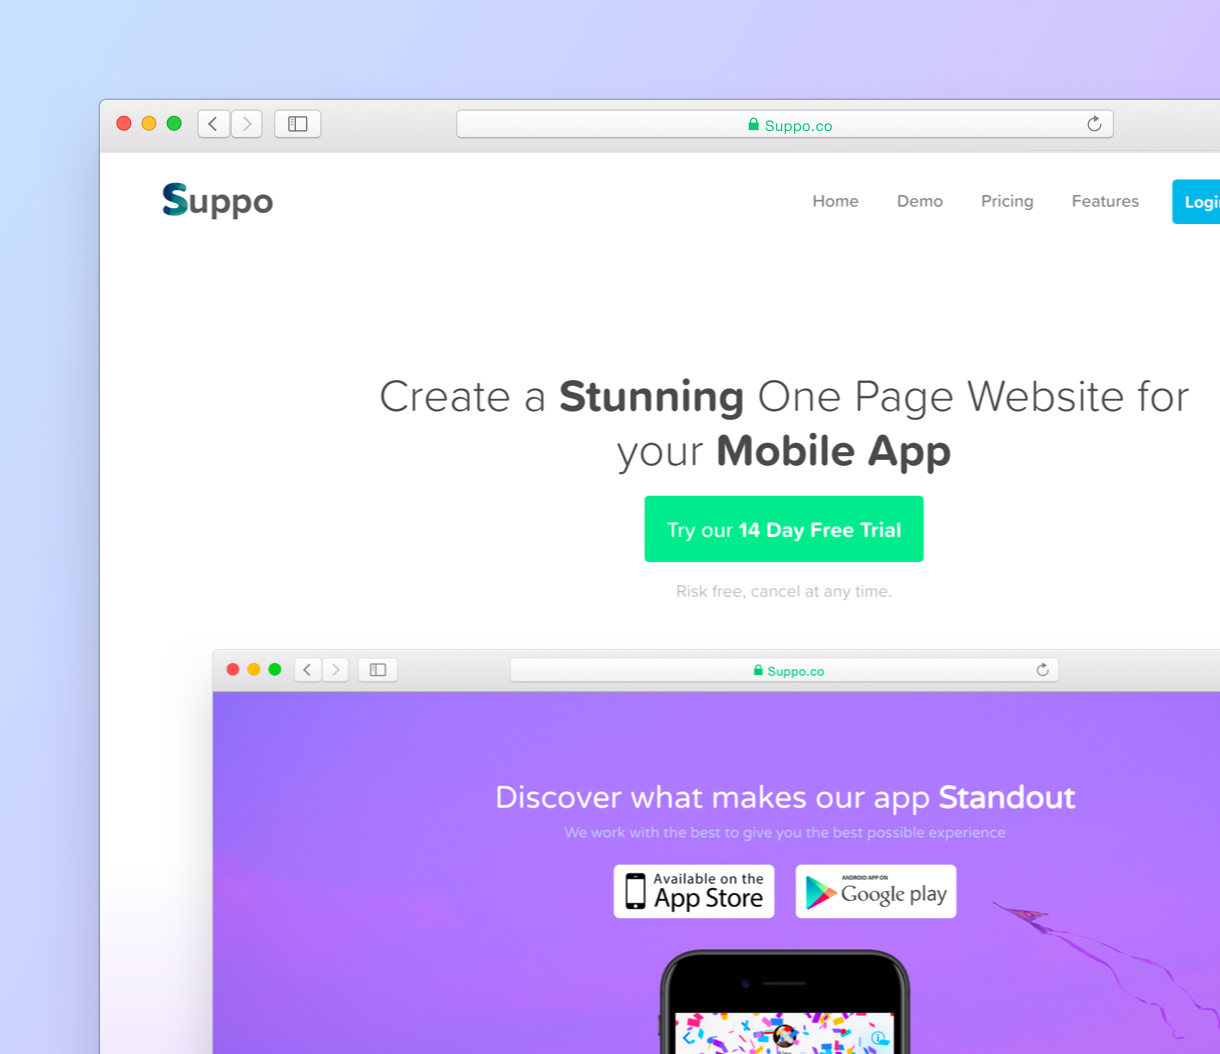 Suppo.co
Suppo
Home Demo Pricing Features
Create a Stunning One Page Website for
your Mobile App
Try our 14 Day Free Trial
Risk free, cancel at any time.
Suppo.co
Discover what makes our app Standout
We work with the best to give you the best possible experience
Available on the
App Store
ANDROID APP ON
Google play